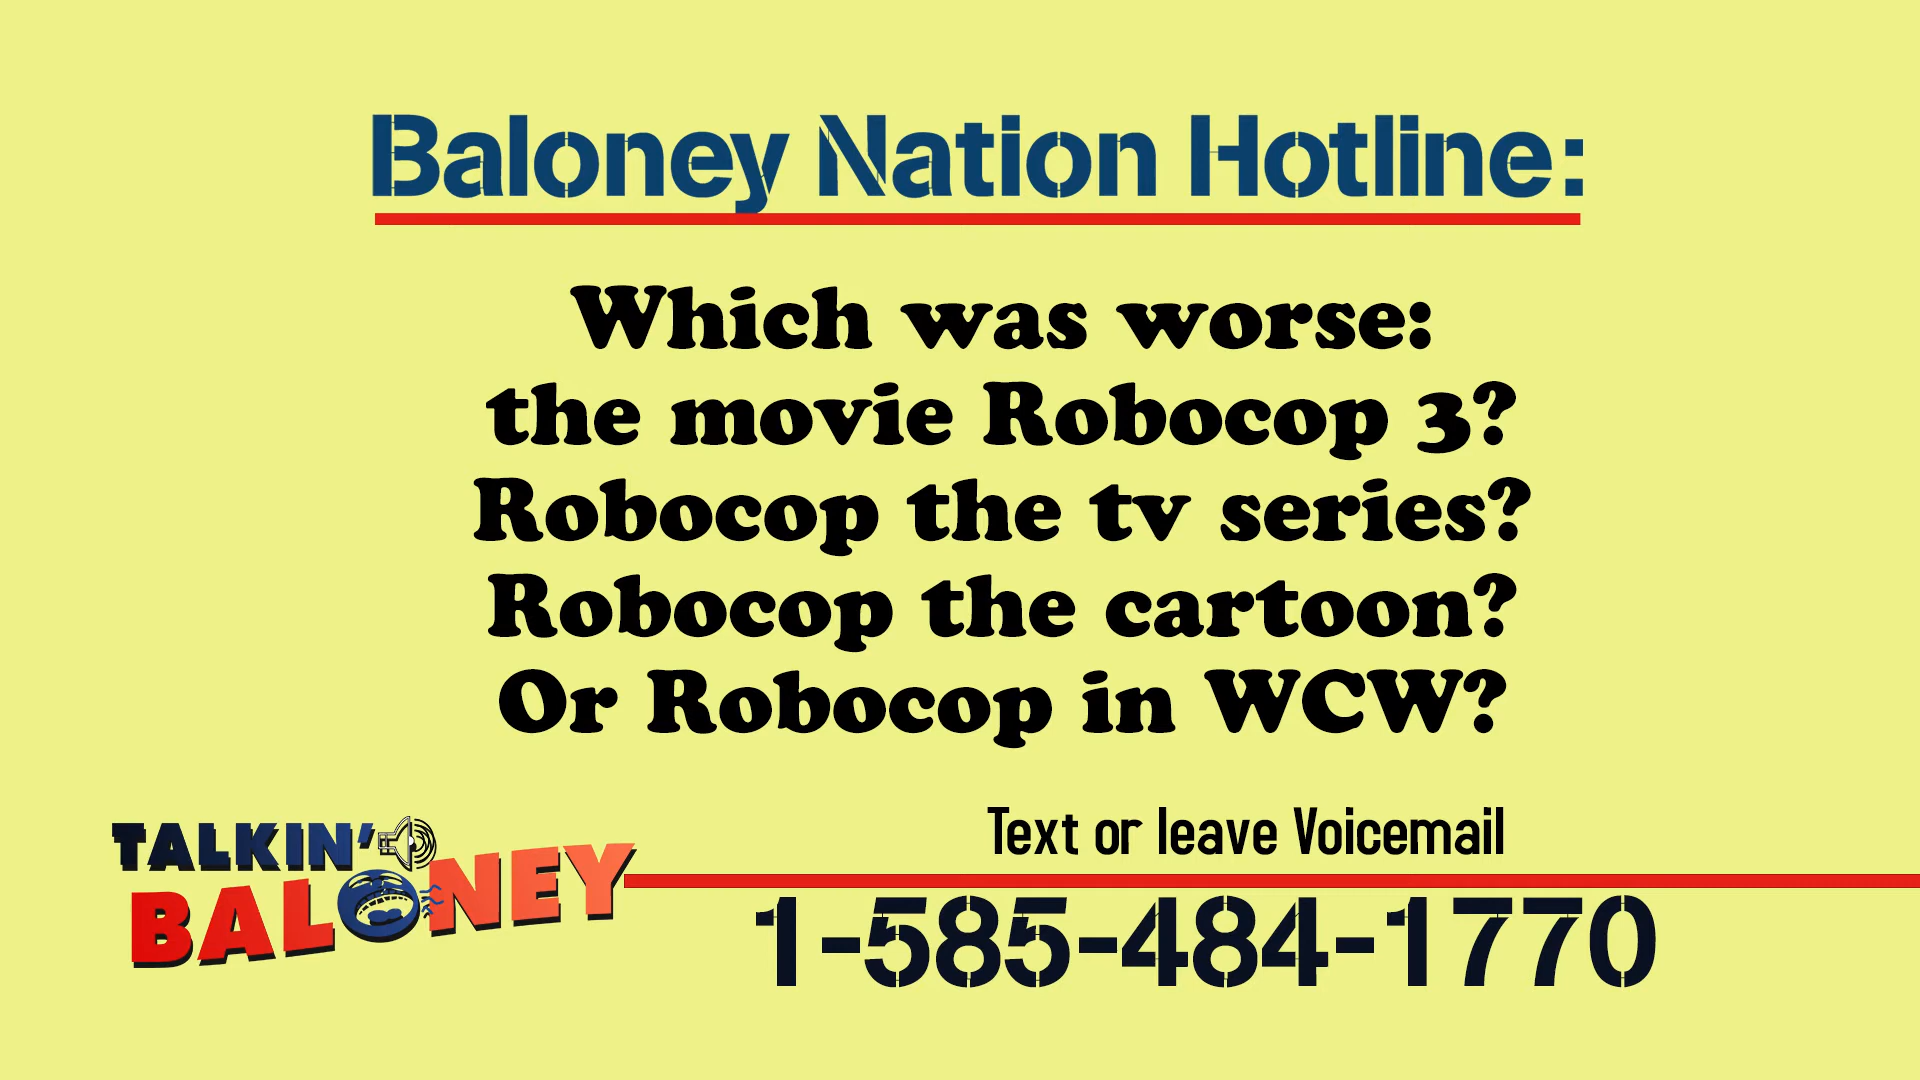 Baloney Nation Hotline:
Which was worse:
the movie Robocop 3?
Robocop the tv series?
Robocop the cartoon?
Or Robocop in WCW?
Text or leave Voicemail
TALKIN'
BALONEY
1-585-484-1770